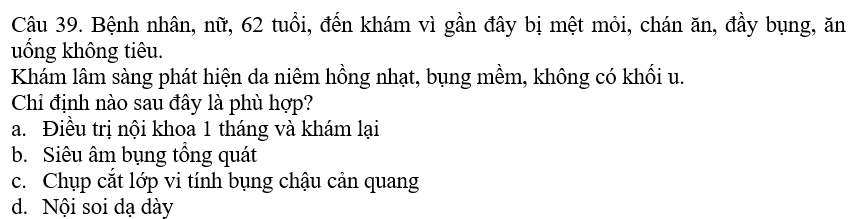 Câu 39. Bệnh nhân, nữ, 62 tuổi, đến khám vì gần đây bị mệt mỏi, chán ăn, đầy bụng, ăn
uống không tiêu.
Khám lâm sàng phát hiện da niêm hồng nhạt, bụng mềm, không có khối u.
Chỉ định nào sau đây là phù hợp?
a. Điều trị nội khoa 1 tháng và khám lại
b. Siêu âm bụng tổng quát
c. Chụp cắt lớp vi tính bụng chậu cản quang
d. Nội soi dạ dày